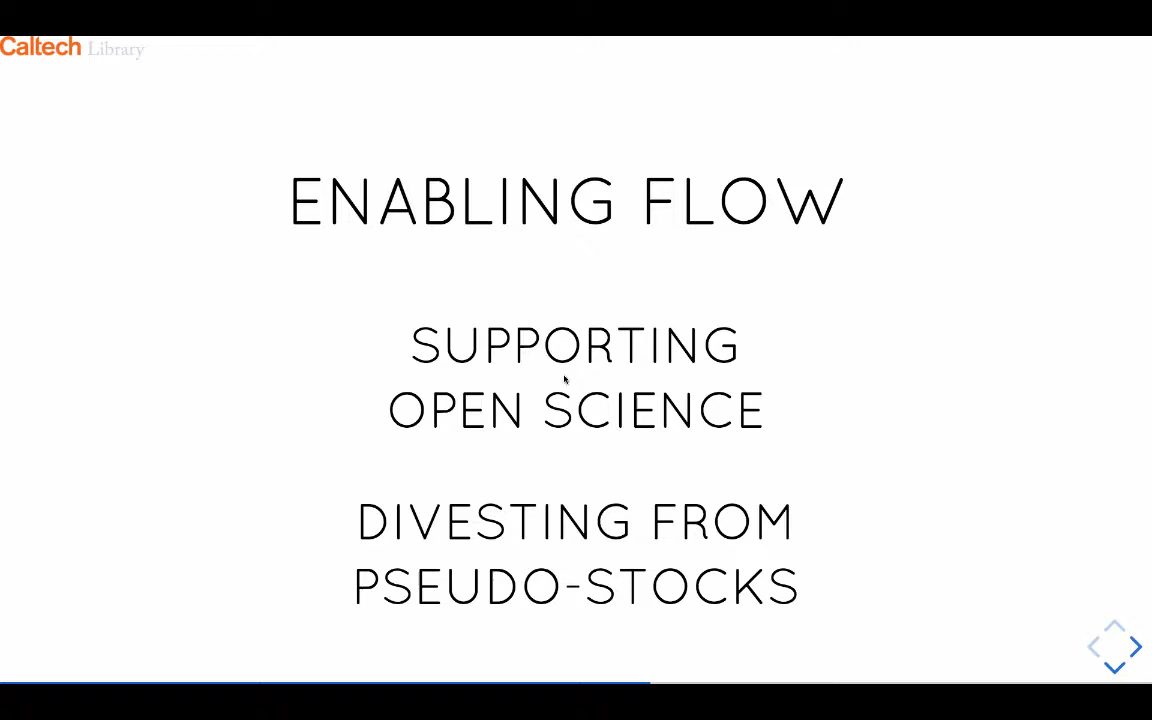 Caltech Library
ENABLING FLOW
SUPPORTING
OPEN SCIENCE
DIVESTING FROM
PSEUDO-STOCKS